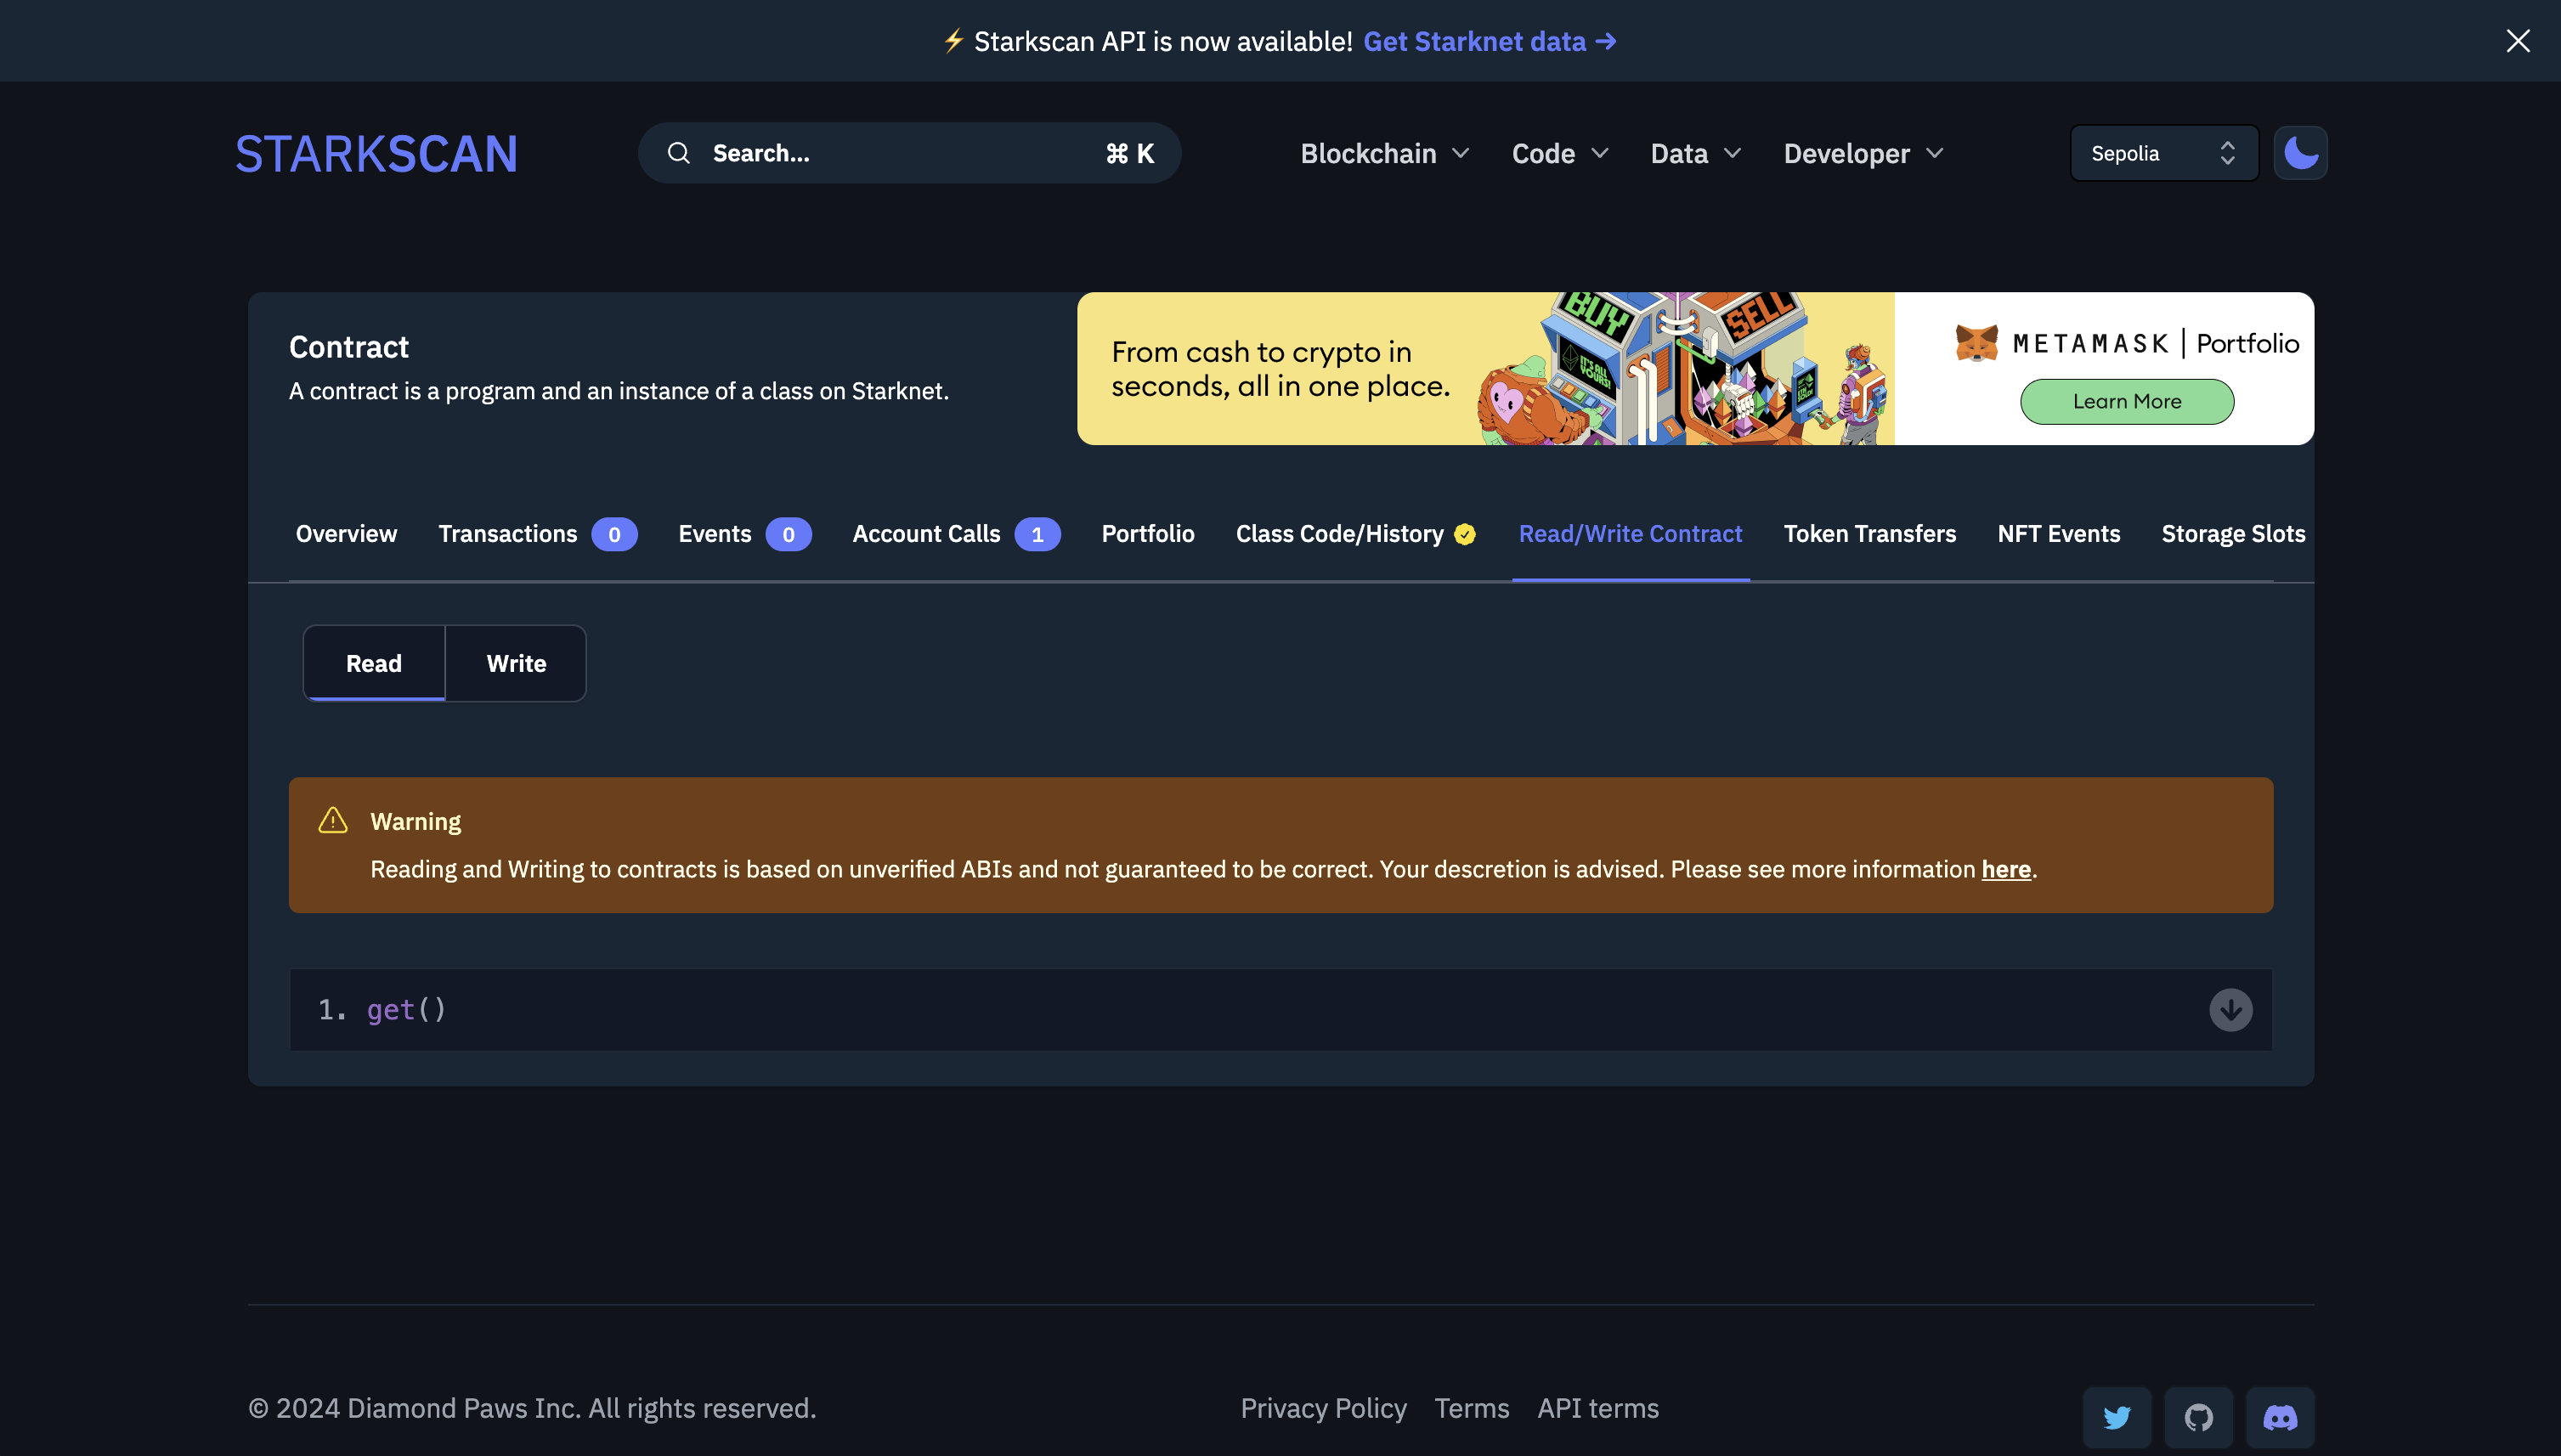 ⚡ Starkscan API is now available! Get Starknet data →
STARKSCAN
Search...
⌘ K
Blockchain
Code
Data
Developer
Sepolia
Contract
A contract is a program and an instance of a class on Starknet.
From cash to crypto in
seconds, all in one place.
BUY
SELL
IT'S ALL
YOURS!
METAMASK | Portfolio
Learn More
Overview
Transactions 0
Events 0
Account Calls 1
Portfolio
Class Code/History
Read/Write Contract
Token Transfers
NFT Events
Storage Slots
Read
Write
Warning
Reading and Writing to contracts is based on unverified ABIs and not guaranteed to be correct. Your descretion is advised. Please see more information here.
1. get()
© 2024 Diamond Paws Inc. All rights reserved.
Privacy Policy
Terms
API terms